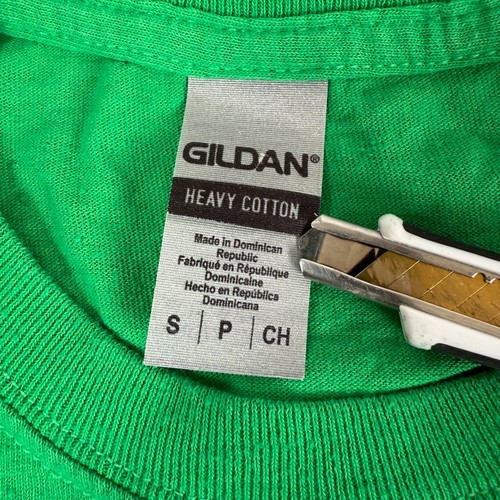 GILDAN®
HEAVY COTTON
Made in Dominican
Republic
Fabriqué en République
Dominicaine
Hecho en República
Dominicana
S | P | CH